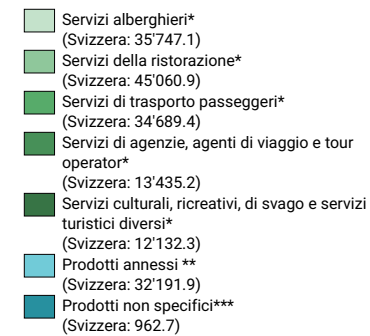 Servizi alberghieri*
(Svizzera: 35'747.1)
Servizi della ristorazione*
(Svizzera: 45'060.9)
Servizi di trasporto passeggeri*
(Svizzera: 34'689.4)
Servizi di agenzie, agenti di viaggio e tour
operator*
(Svizzera: 13'435.2)
Servizi culturali, ricreativi, di svago e servizi
turistici diversi*
(Svizzera: 12'132.3)
Prodotti annessi **
(Svizzera: 32'191.9)
Prodotti non specifici***
(Svizzera: 962.7)